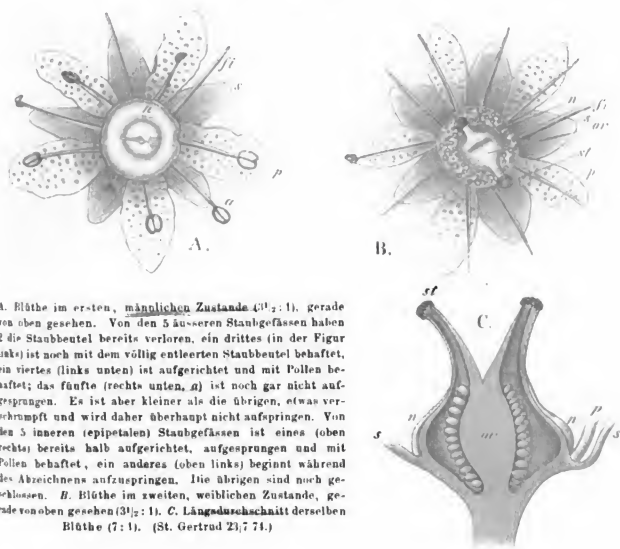 fi
s
n
p
a
A.
n
fi
s
ov
st
p
B.
A. Blüthe im ersten, männlichen Zustande (3½ : 1), gerade
von oben gesehen. Von den 5 äusseren Staubgefässen haben
2 die Staubbeutel bereits verloren, ein drittes (in der Figur
links) ist noch mit dem völlig entleerten Staubbeutel behaftet,
ein viertes (links unten) ist aufgerichtet und mit Pollen be-
haftet; das fünfte (rechts unten, a) ist noch gar nicht auf-
gesprungen. Es ist aber kleiner als die übrigen, etwas ver-
schrumpft und wird daher überhaupt nicht aufspringen. Von
den 5 inneren (epipetalen) Staubgefässen ist eines (oben
rechts) bereits halb aufgerichtet, aufgesprungen und mit
Pollen behaftet, ein anderes (oben links) beginnt während
des Abzeichnens aufzuspringen. Die übrigen sind noch ge-
schlossen. B. Blüthe im zweiten, weiblichen Zustande, ge-
rade von oben gesehen (3½ : 1). C. Längsdurchschnitt derselben
Blüthe (7 : 1). (St. Gertrud 23/7 74.)
st
C.
n
s
ov
n
p
s